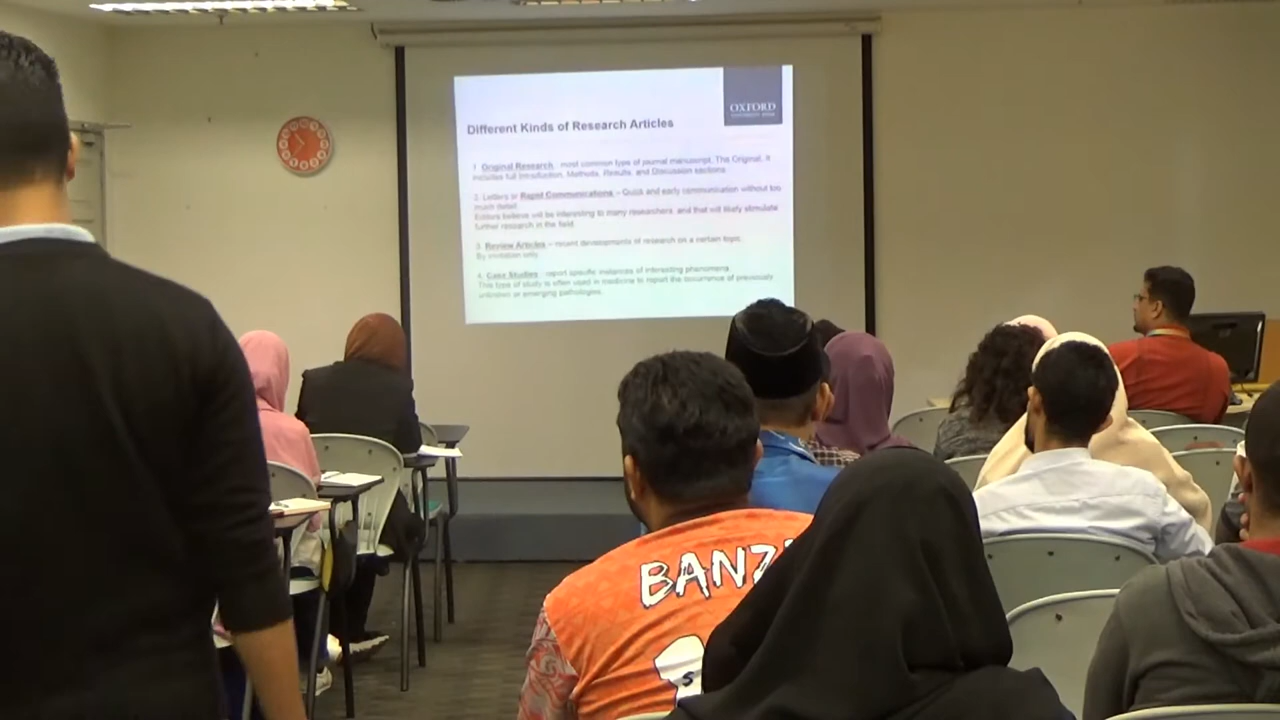 OXFORD
UNIVERSITY PRESS
Different Kinds of Research Articles
1. Original Research - most common type of journal manuscript. This Original. It
includes full Introduction, Methods, Results, and Discussion sections.
2. Letters or Rapid Communications – Quick and early communication without too
much detail.
Editors believe will be interesting to many researchers, and that will likely stimulate
further research in the field.
3. Review Articles – recent developments of research on a certain topic.
By invitation only.
4. Case Studies - report specific instances of interesting phenomena.
This type of study is often used in medicine to report the occurrence of previously
unknown or emerging pathologies.
BANZ